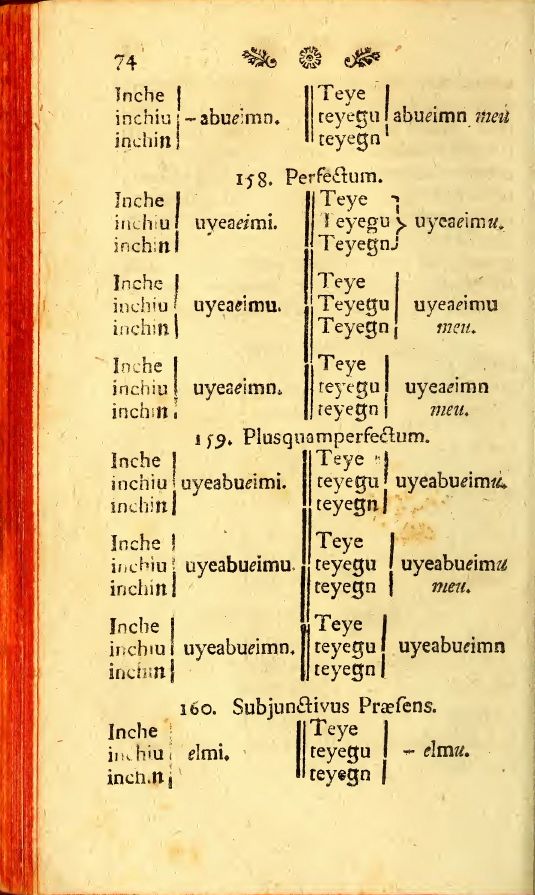 74
Inche Teye
inchiu – abueimn. teyegu abueimn meu
inchin teyegn
158. Perfectum.
Inche Teye
inchiu uyeaeimi. Teyegu uyeaeimu.
inchin Teyegn
Inche Teye
inchiu uyeaeimu. Teyegu uyeaeimu
inchin Teyegn meu.
Inche Teye
inchiu uyeaeimn. teyegu uyeaeimn
inchin teyegn meu.
159. Plusquamperfectum.
Inche Teye
inchiu uyeabueimi. teyegu uyeabueimu.
inchin teyegn
Inche Teye
inchiu uyeabueimu. teyegu uyeabueimu
inchin teyegn meu.
Inche Teye
inchiu uyeabueimn. teyegu uyeabueimn
inchin teyegn
160. Subjunctivus Præsens.
Inche Teye
inchiu elmi. teyegu – elmu.
inchin teyegn